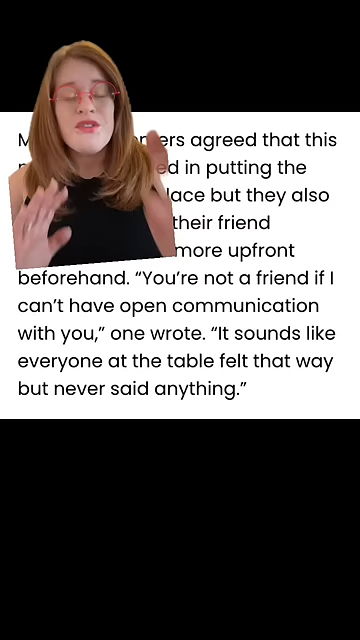 agreed that this
in putting the
but they also
their friend
more upfront
beforehand. “You’re not a friend if I
can’t have open communication
with you,” one wrote. “It sounds like
everyone at the table felt that way
but never said anything.”